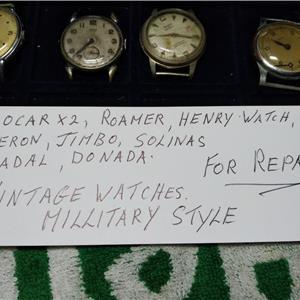 OCAR X2, ROAMER, HENRY WATCH,
ERON, JIMBO, SOLINAS
ADAL, DONADA.
FOR REPA
INTAGE WATCHES.
MILLITARY STYLE